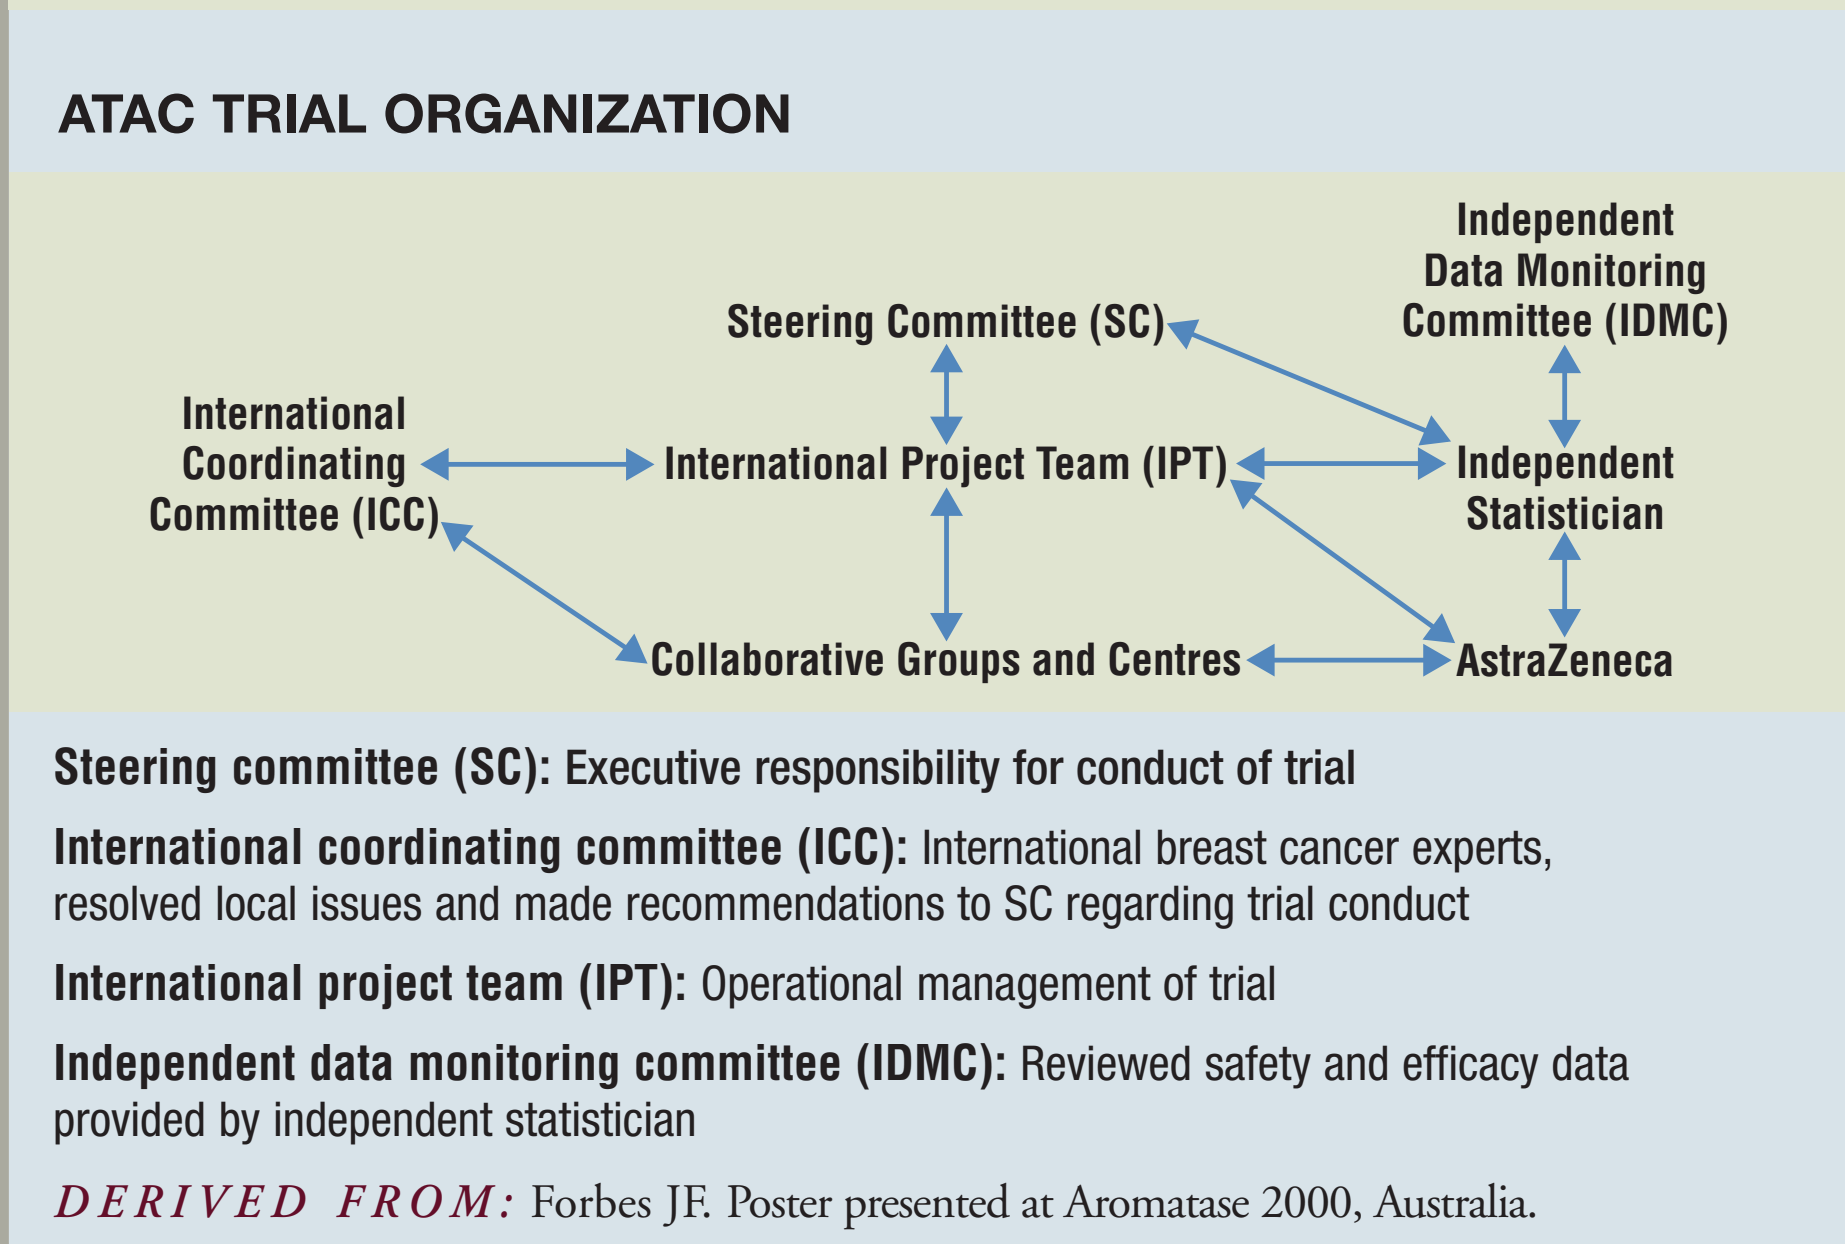 ATAC TRIAL ORGANIZATION
Independent
Data Monitoring
Committee (IDMC)
Steering Committee (SC)
International
Coordinating
Committee (ICC)
International Project Team (IPT)
Independent
Statistician
Collaborative Groups and Centres
AstraZeneca
Steering committee (SC): Executive responsibility for conduct of trial
International coordinating committee (ICC): International breast cancer experts,
resolved local issues and made recommendations to SC regarding trial conduct
International project team (IPT): Operational management of trial
Independent data monitoring committee (IDMC): Reviewed safety and efficacy data
provided by independent statistician
DERIVED FROM: Forbes JF. Poster presented at Aromatase 2000, Australia.